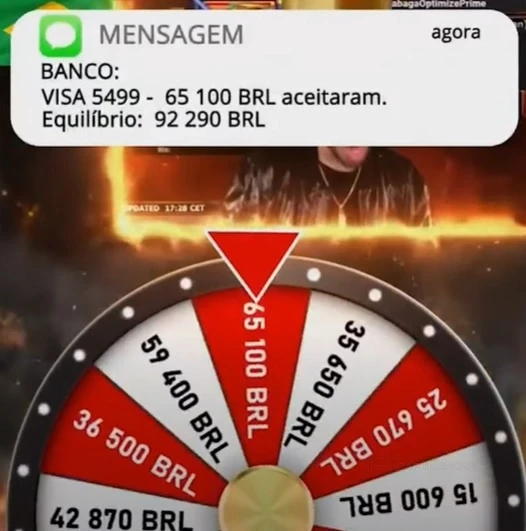 abagaOptimizePrime
MENSAGEM
agora
BANCO:
VISA 5499 - 65 100 BRL aceitaram.
Equilíbrio: 92 290 BRL
UPDATED 17:28 CET
42 870 BRL
36 500 BRL
59 400 BRL
65 100 BRL
35 650 BRL
25 670 BRL
15 600 BRL